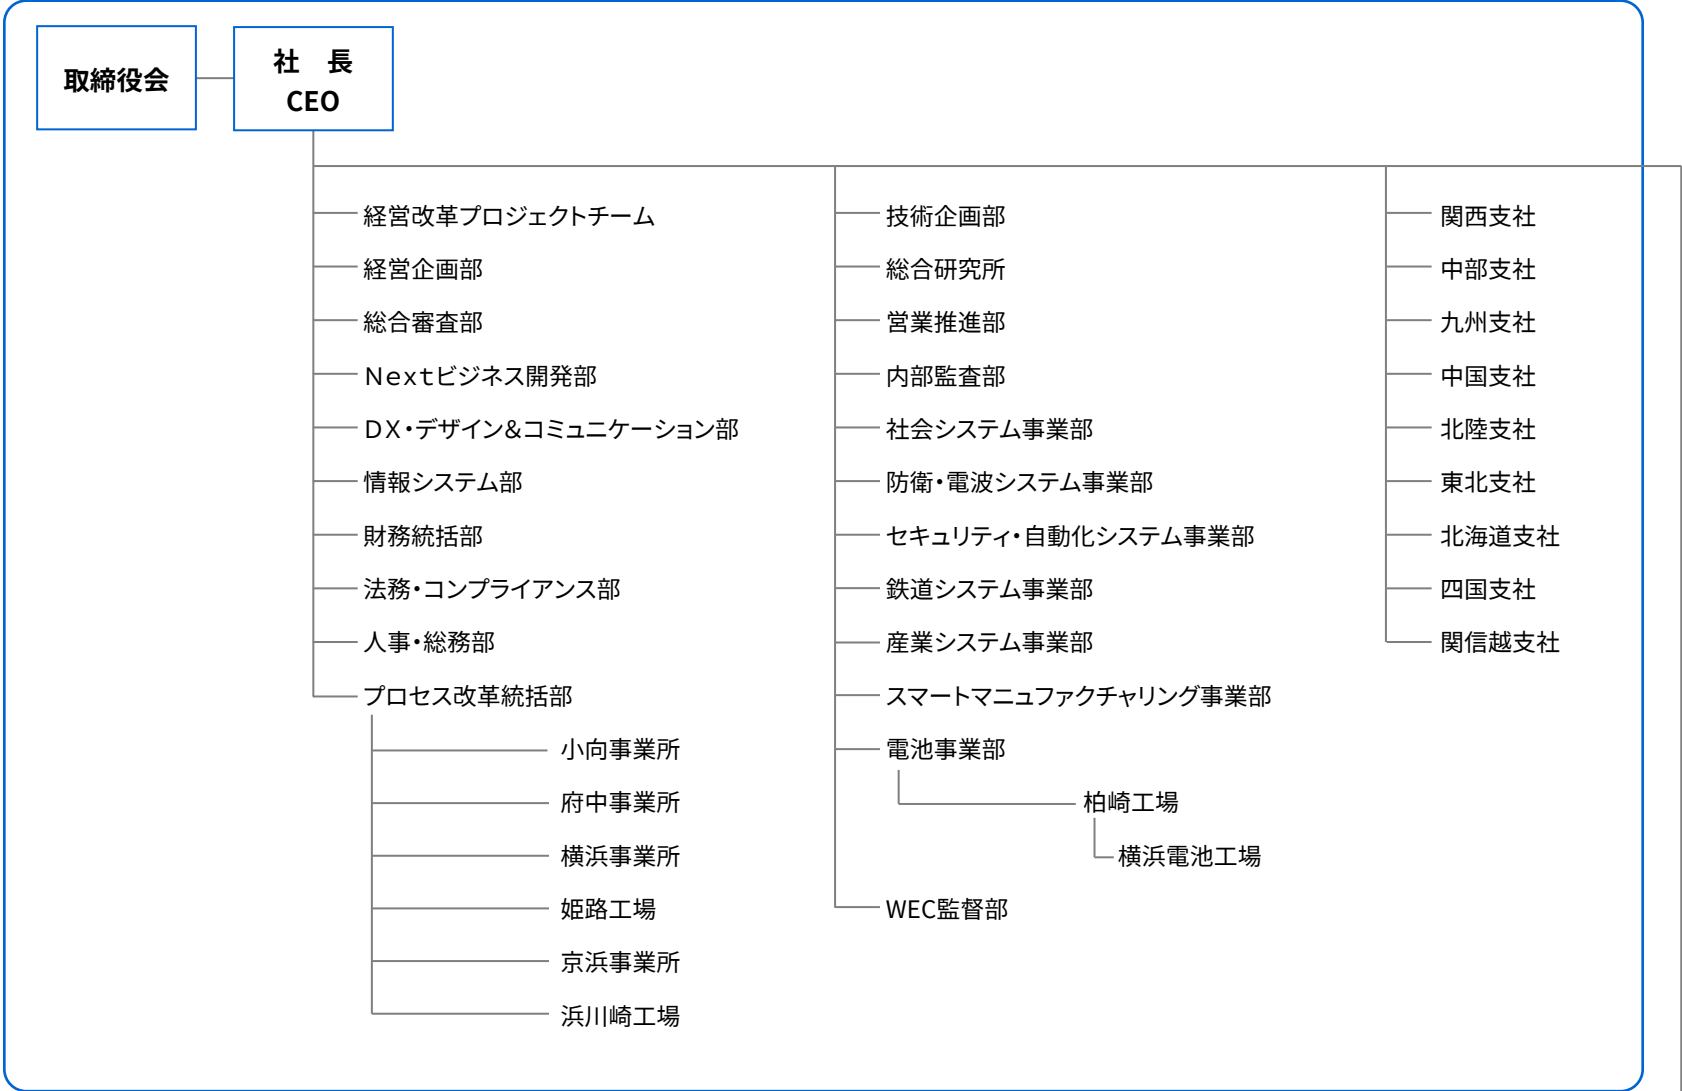 取締役会
社　長
CEO
経営改革プロジェクトチーム
経営企画部
総合審査部
Ｎｅｘｔビジネス開発部
ＤＸ・デザイン＆コミュニケーション部
情報システム部
財務統括部
法務・コンプライアンス部
人事・総務部
プロセス改革統括部
小向事業所
府中事業所
横浜事業所
姫路工場
京浜事業所
浜川崎工場
技術企画部
総合研究所
営業推進部
内部監査部
社会システム事業部
防衛・電波システム事業部
セキュリティ・自動化システム事業部
鉄道システム事業部
産業システム事業部
スマートマニュファクチャリング事業部
電池事業部
柏崎工場
横浜電池工場
WEC監督部
関西支社
中部支社
九州支社
中国支社
北陸支社
東北支社
北海道支社
四国支社
関信越支社